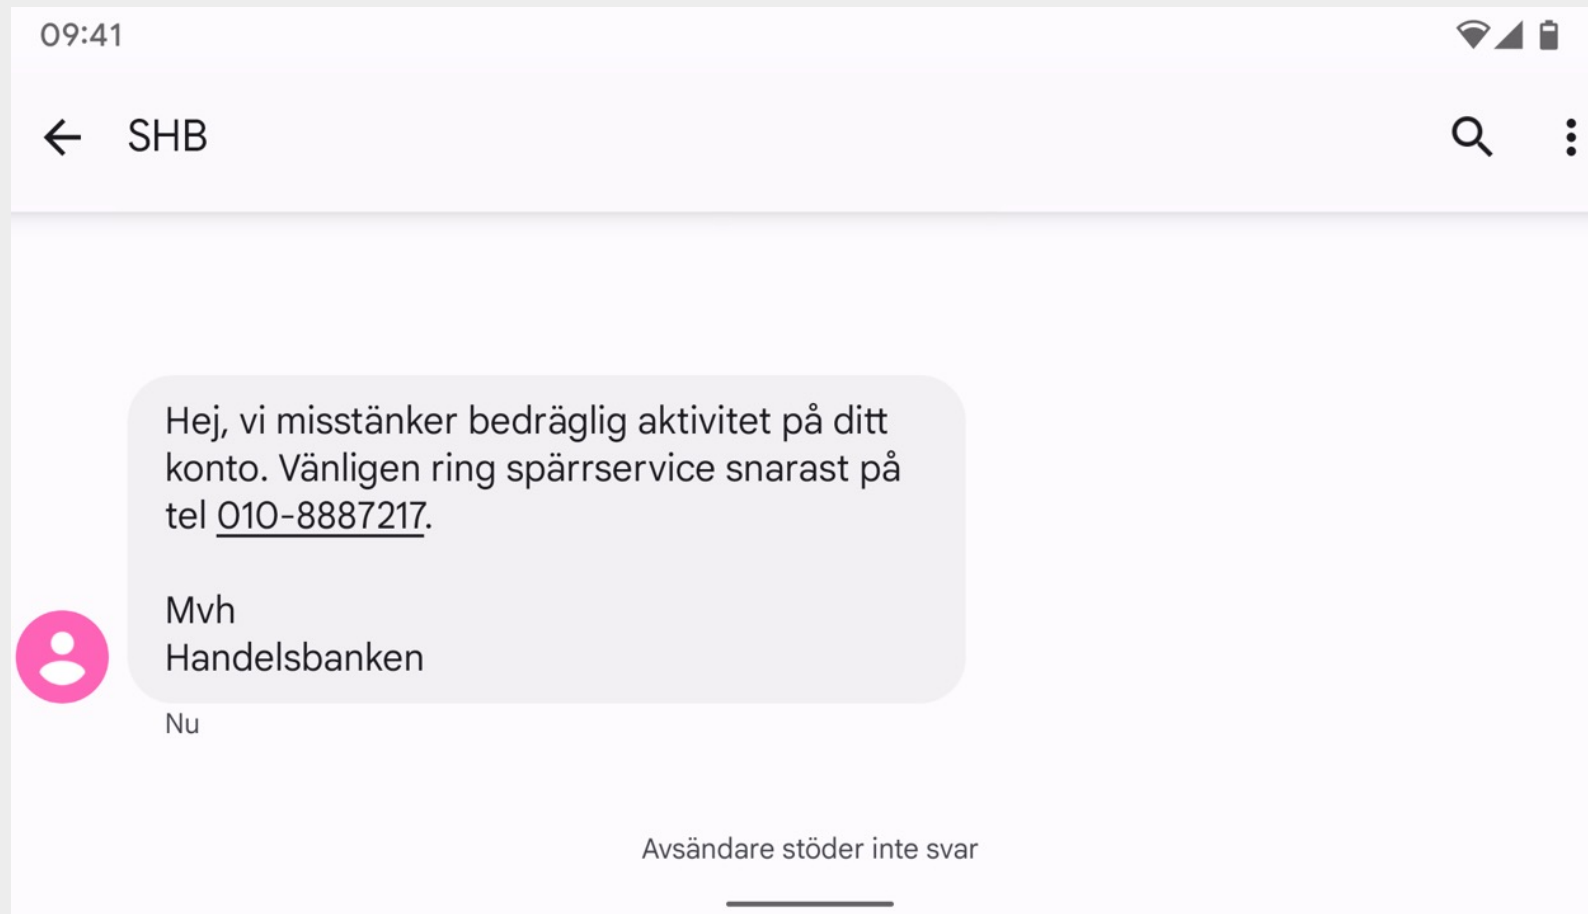 09:41
SHB
Hej, vi misstänker bedräglig aktivitet på ditt
konto. Vänligen ring spärrservice snarast på
tel 010-8887217.
Mvh
Handelsbanken
Nu
Avsändare stöder inte svar